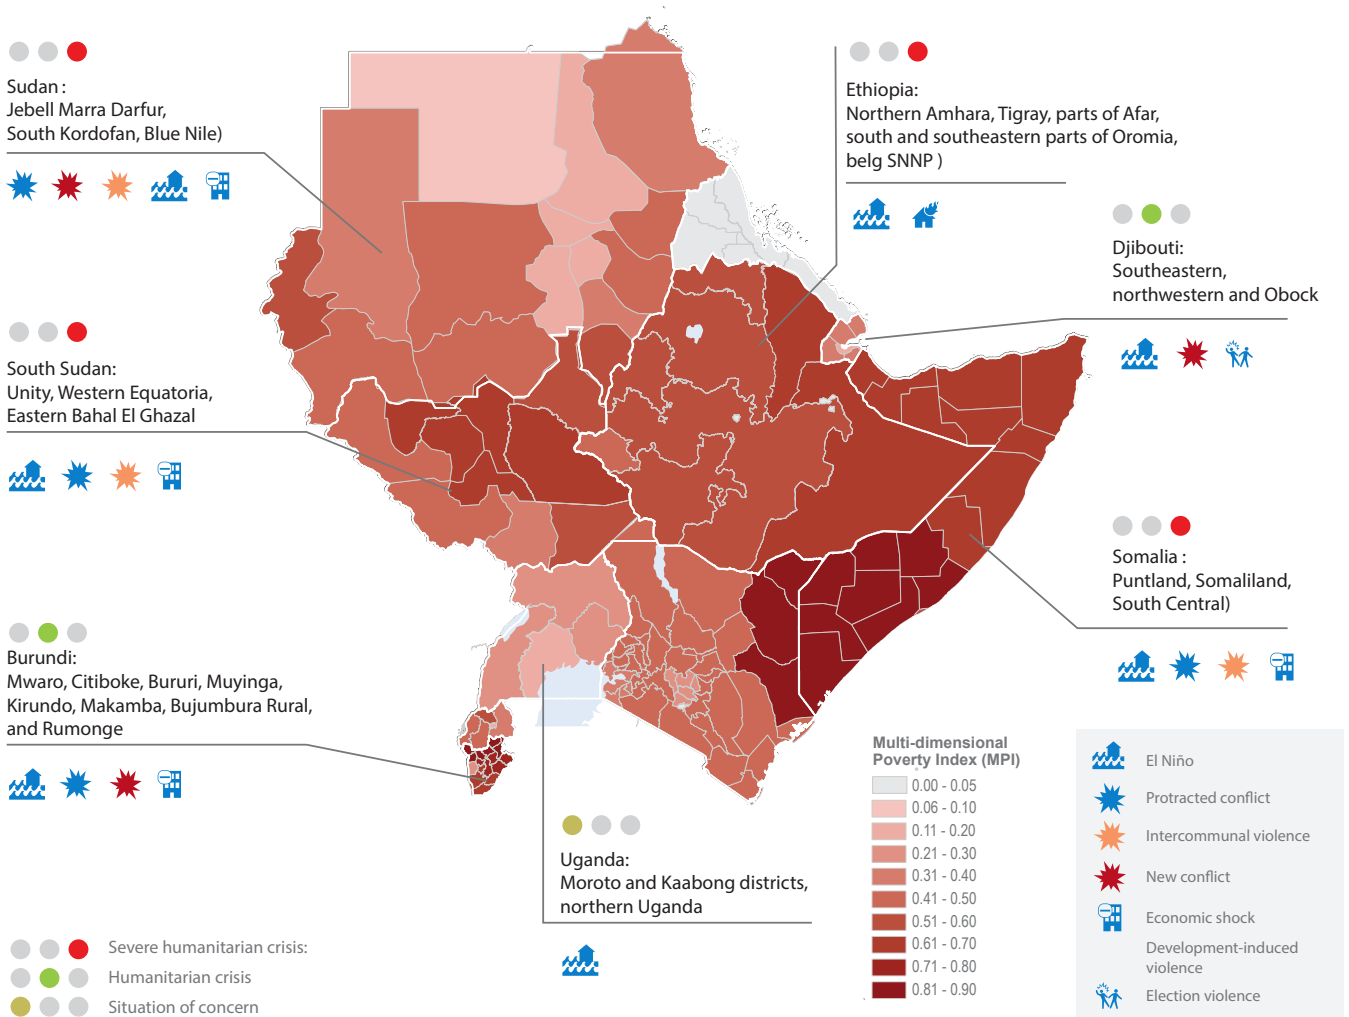 Sudan :
Jebell Marra Darfur,
South Kordofan, Blue Nile)
Ethiopia:
Northern Amhara, Tigray, parts of Afar,
south and southeastern parts of Oromia,
belg SNNP )
Djibouti:
Southeastern,
northwestern and Obock
South Sudan:
Unity, Western Equatoria,
Eastern Bahal El Ghazal
Somalia :
Puntland, Somaliland,
South Central)
Burundi:
Mwaro, Citiboke, Bururi, Muyinga,
Kirundo, Makamba, Bujumbura Rural,
and Rumonge
Uganda:
Moroto and Kaabong districts,
northern Uganda
Multi-dimensional
Poverty Index (MPI)
0.00 - 0.05
0.06 - 0.10
0.11 - 0.20
0.21 - 0.30
0.31 - 0.40
0.41 - 0.50
0.51 - 0.60
0.61 - 0.70
0.71 - 0.80
0.81 - 0.90
El Niño
Protracted conflict
Intercommunal violence
New conflict
Economic shock
Development-induced
violence
Election violence
Severe humanitarian crisis:
Humanitarian crisis
Situation of concern